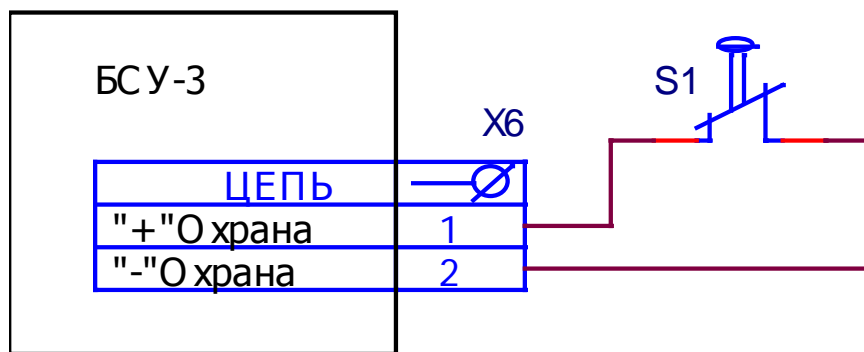 БСУ-3
S1
X6
ЦЕПЬ
"+"Охрана 1
"-"Охрана 2